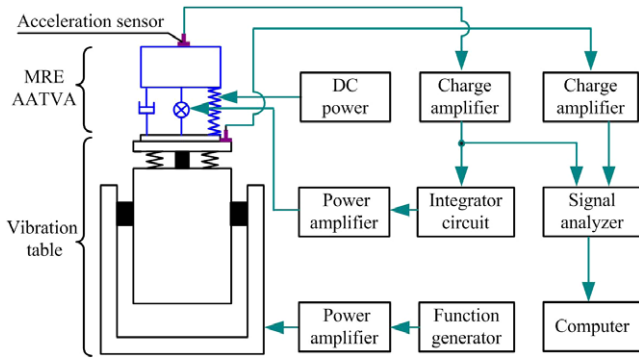 Acceleration sensor
MRE
AATVA
DC
power
Charge
amplifier
Charge
amplifier
Vibration
table
Power
amplifier
Integrator
circuit
Signal
analyzer
Power
amplifier
Function
generator
Computer